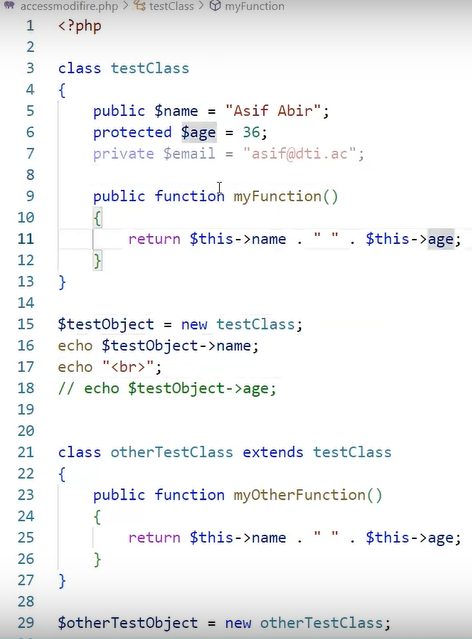 accessmodifire.php > testClass > myFunction
1 <?php
2
3 class testClass
4 {
5 public $name = "Asif Abir";
6 protected $age = 36;
7 private $email = "asif@dti.ac";
8
9 public function myFunction()
10 {
11 return $this->name . " " . $this->age;
12 }
13 }
14
15 $testObject = new testClass;
16 echo $testObject->name;
17 echo "<br>";
18 // echo $testObject->age;
19
20
21 class otherTestClass extends testClass
22 {
23 public function myOtherFunction()
24 {
25 return $this->name . " " . $this->age;
26 }
27 }
28
29 $otherTestObject = new otherTestClass;